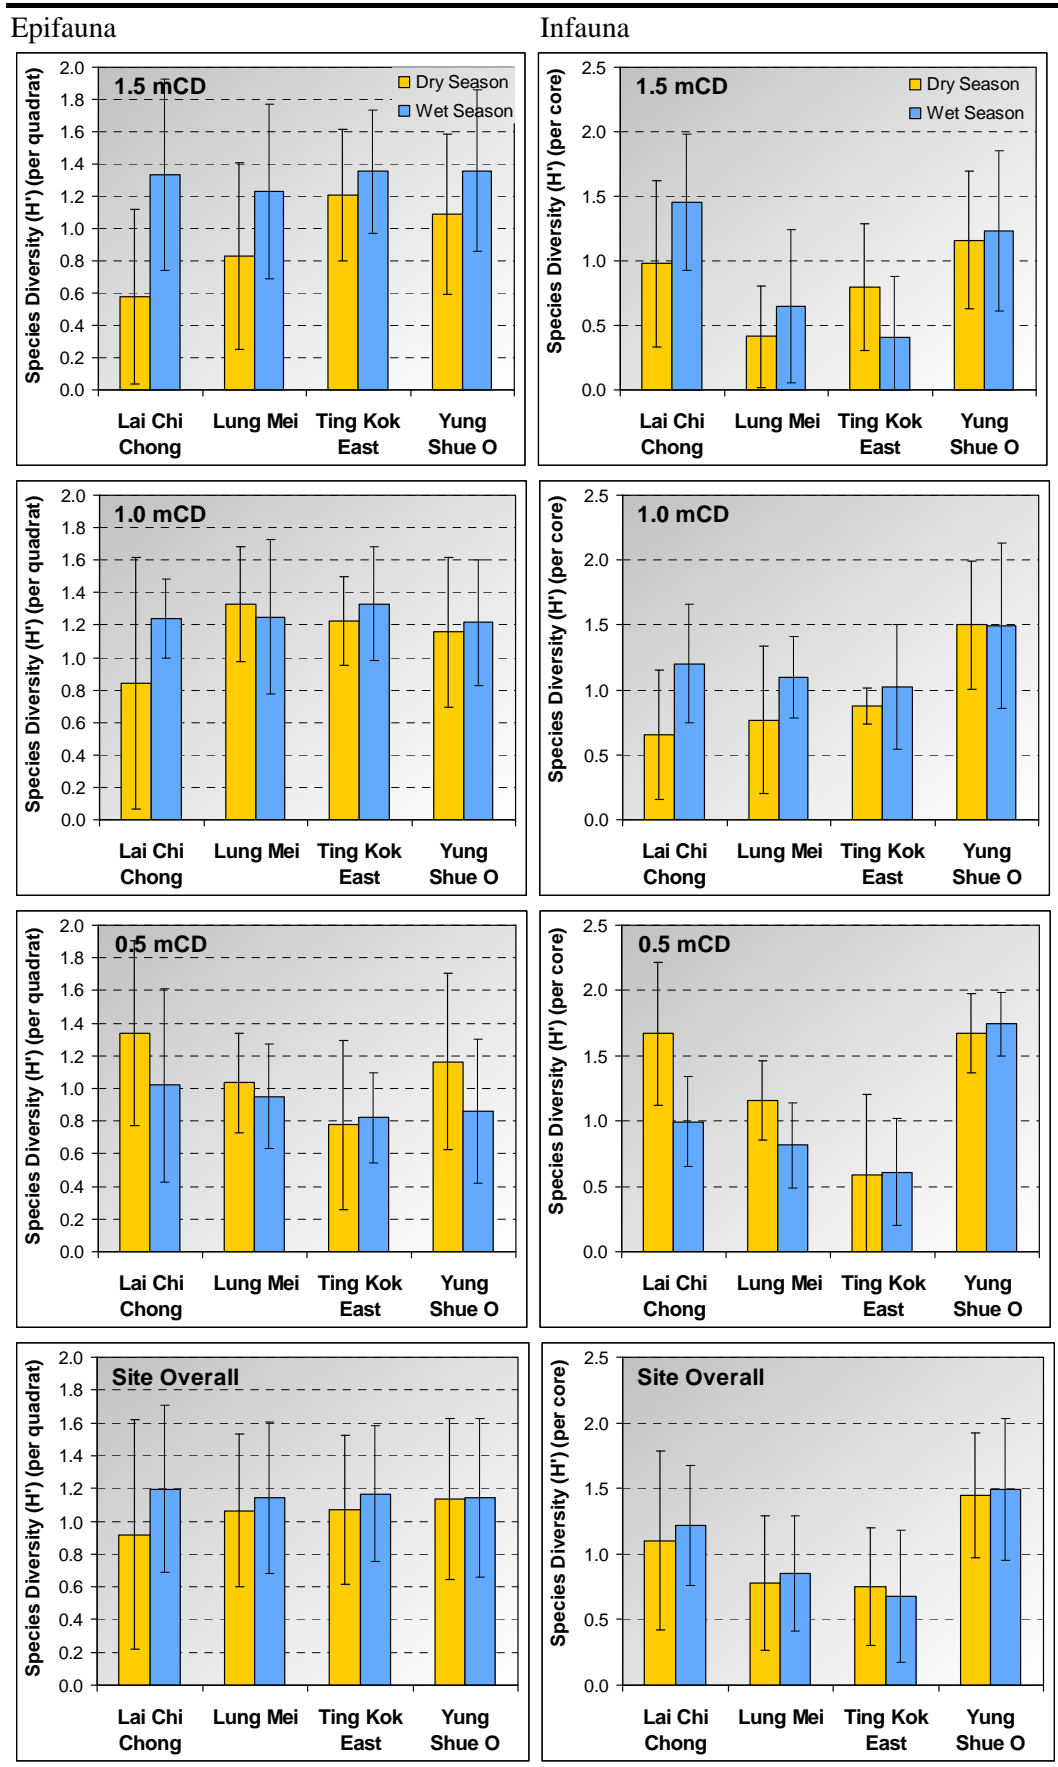 Epifauna
Infauna
Species Diversity (H') (per quadrat)
1.5 mCD
Dry Season
Wet Season
2.0
1.8
1.6
1.4
1.2
1.0
0.8
0.6
0.4
0.2
0.0
Lai Chi Lung Mei Ting Kok Yung
Chong East Shue O
Species Diversity (H') (per core)
1.5 mCD
Dry Season
Wet Season
2.5
2.0
1.5
1.0
0.5
0.0
Lai Chi Lung Mei Ting Kok Yung
Chong East Shue O
Species Diversity (H') (per quadrat)
1.0 mCD
2.0
1.8
1.6
1.4
1.2
1.0
0.8
0.6
0.4
0.2
0.0
Lai Chi Lung Mei Ting Kok Yung
Chong East Shue O
Species Diversity (H') (per core)
1.0 mCD
2.5
2.0
1.5
1.0
0.5
0.0
Lai Chi Lung Mei Ting Kok Yung
Chong East Shue O
Species Diversity (H') (per quadrat)
0.5 mCD
2.0
1.8
1.6
1.4
1.2
1.0
0.8
0.6
0.4
0.2
0.0
Lai Chi Lung Mei Ting Kok Yung
Chong East Shue O
Species Diversity (H') (per core)
0.5 mCD
2.5
2.0
1.5
1.0
0.5
0.0
Lai Chi Lung Mei Ting Kok Yung
Chong East Shue O
Species Diversity (H') (per quadrat)
Site Overall
2.0
1.8
1.6
1.4
1.2
1.0
0.8
0.6
0.4
0.2
0.0
Lai Chi Lung Mei Ting Kok Yung
Chong East Shue O
Species Diversity (H') (per core)
Site Overall
2.5
2.0
1.5
1.0
0.5
0.0
Lai Chi Lung Mei Ting Kok Yung
Chong East Shue O